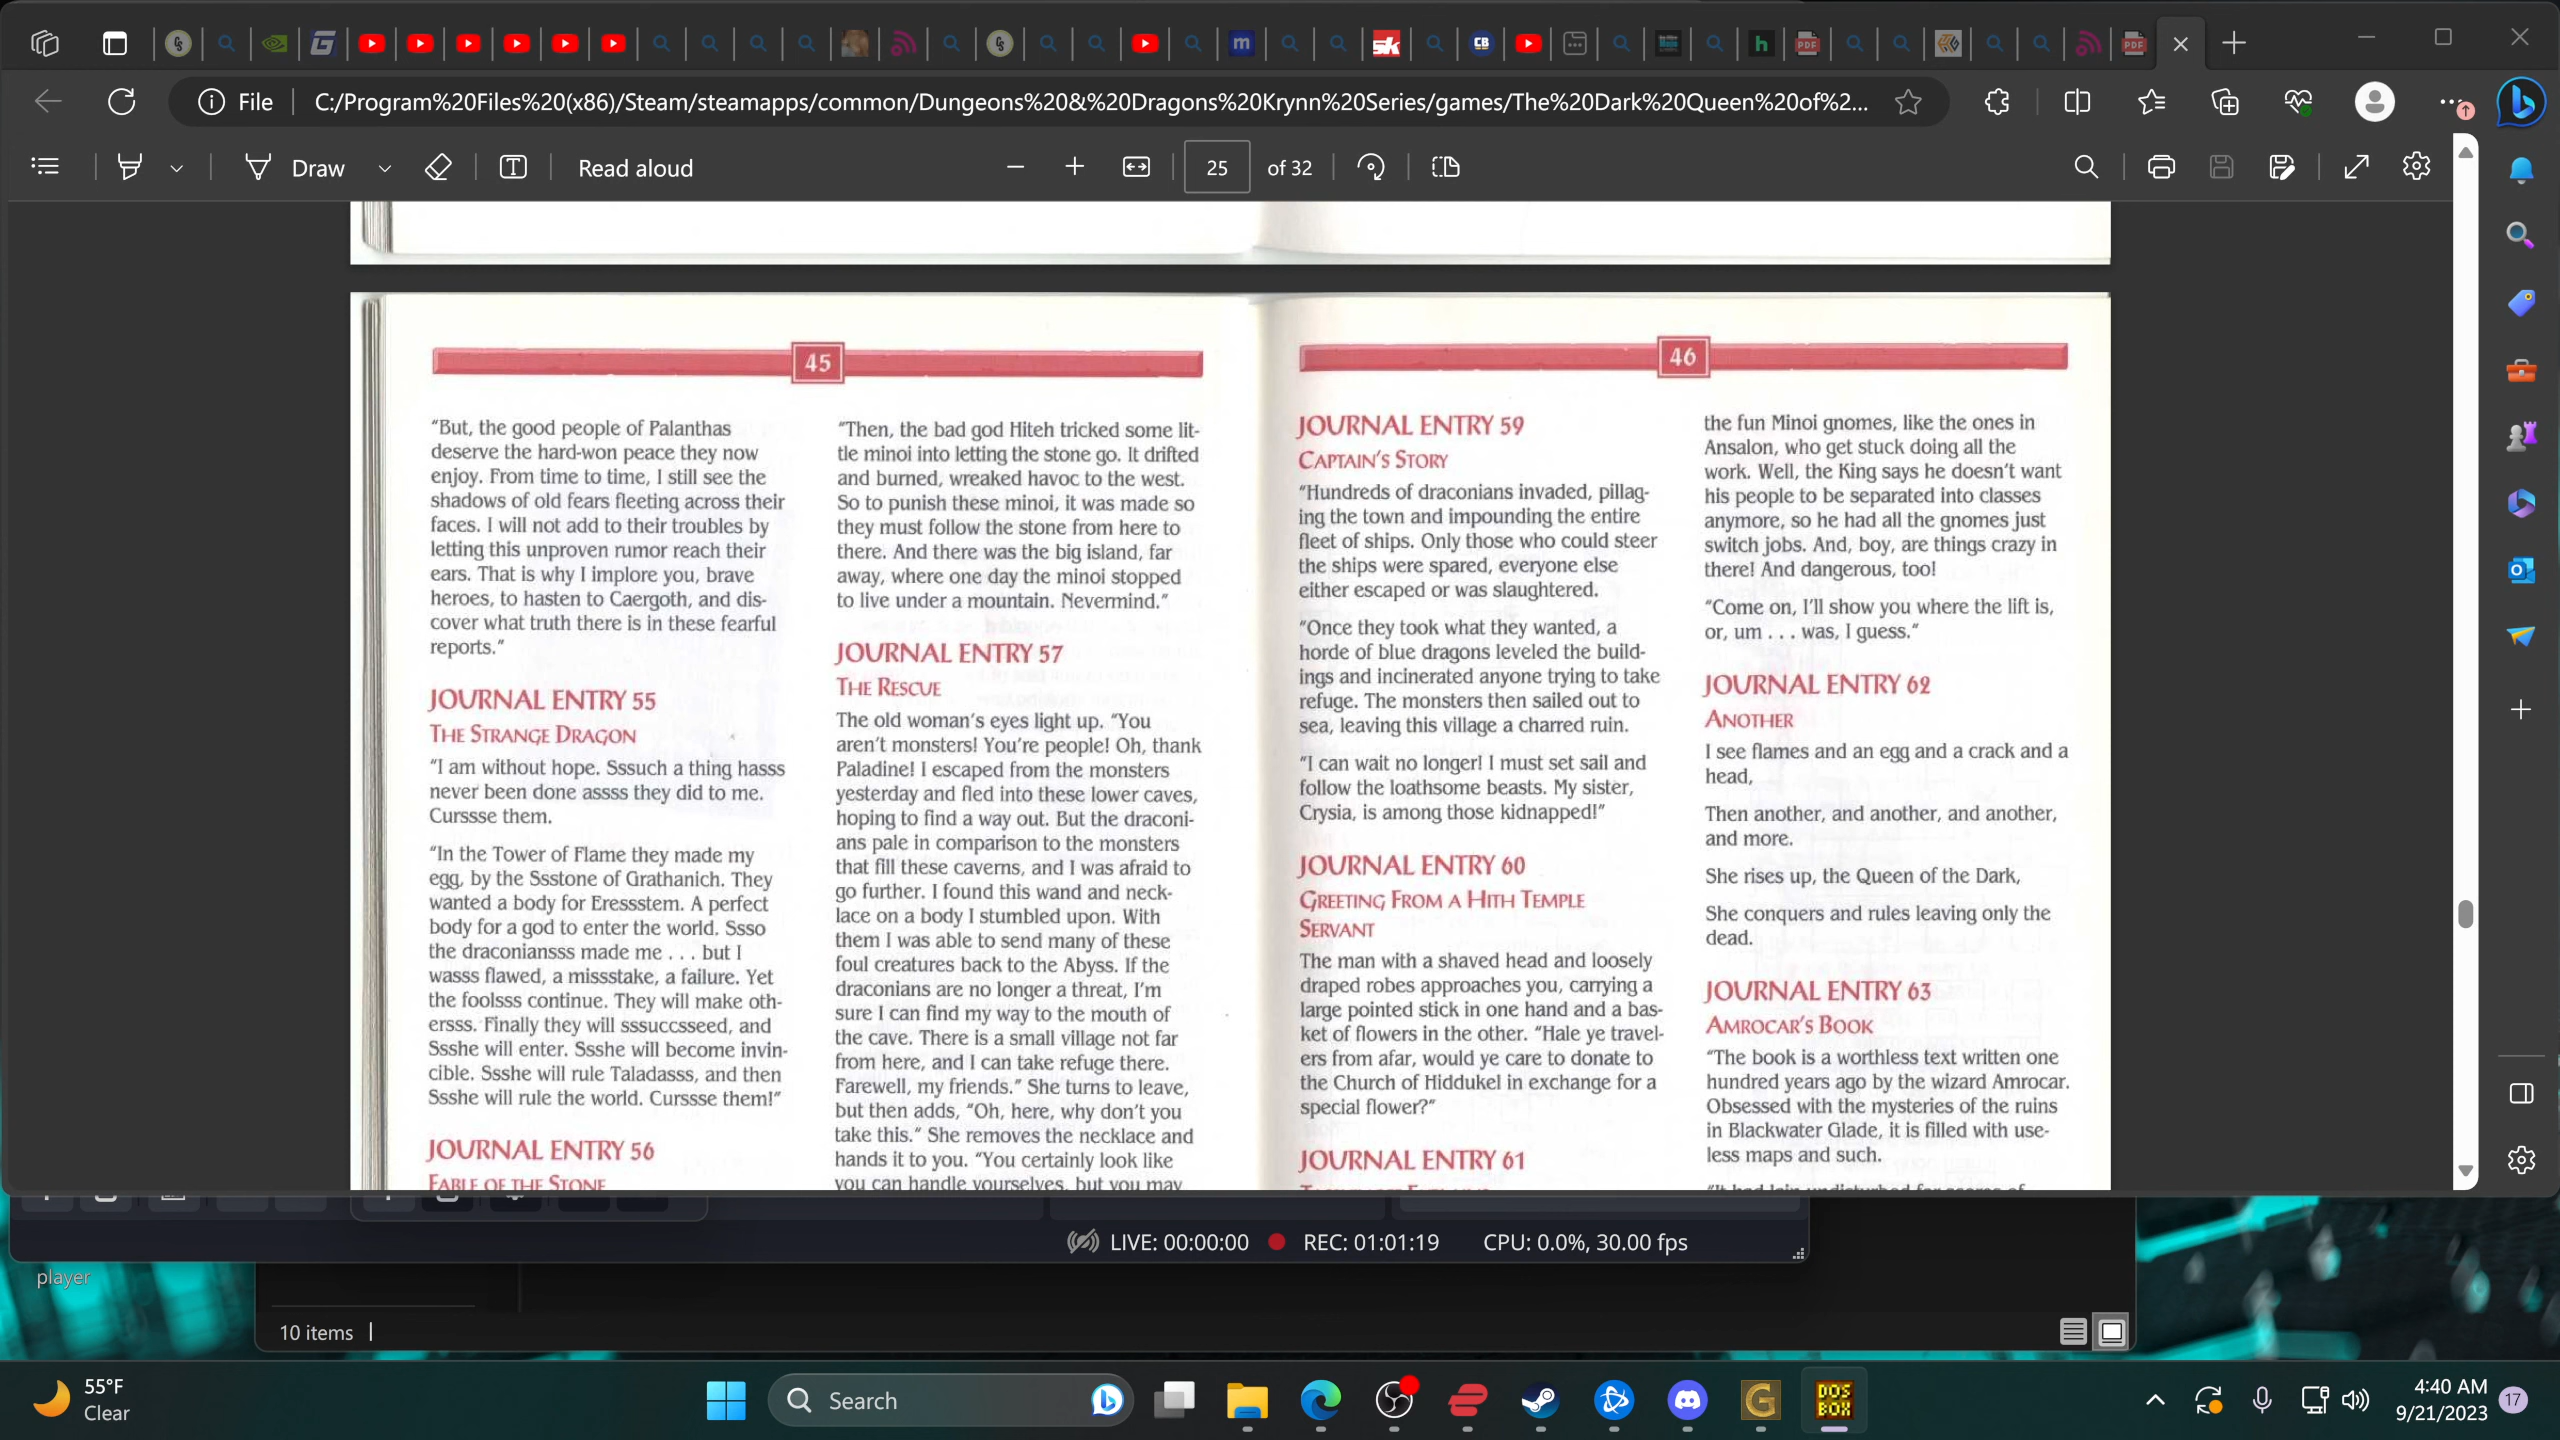 File
C:/Program%20Files%20(x86)/Steam/steamapps/common/Dungeons%20&%20Dragons%20Krynn%20Series/games/The%20Dark%20Queen%20of%2...
Draw
Read aloud
25
of 32
45
"But, the good people of Palanthas
deserve the hard-won peace they now
enjoy. From time to time, I still see the
shadows of old fears fleeting across their
faces. I will not add to their troubles by
letting this unproven rumor reach their
ears. That is why I implore you, brave
heroes, to hasten to Caergoth, and dis-
cover what truth there is in these fearful
reports."
JOURNAL ENTRY 55
THE STRANGE DRAGON
"I am without hope. Sssuch a thing hasss
never been done assss they did to me.
Curssse them.
"In the Tower of Flame they made my
egg, by the Ssstone of Grathanich. They
wanted a body for Eressstem. A perfect
body for a god to enter the world. Ssso
the draconiansss made me . . . but I
wasss flawed, a missstake, a failure. Yet
the foolsss continue. They will make oth-
ersss. Finally they will sssuccsseed, and
Ssshe will enter. Ssshe will become invin-
cible. Ssshe will rule Taladasss, and then
Ssshe will rule the world. Curssse them!"
JOURNAL ENTRY 56
FABLE OF THE STONE
"Then, the bad god Hiteh tricked some lit-
tle minoi into letting the stone go. It drifted
and burned, wreaked havoc to the west.
So to punish these minoi, it was made so
they must follow the stone from here to
there. And there was the big island, far
away, where one day the minoi stopped
to live under a mountain. Nevermind."
JOURNAL ENTRY 57
THE RESCUE
The old woman's eyes light up. "You
aren't monsters! You're people! Oh, thank
Paladine! I escaped from the monsters
yesterday and fled into these lower caves,
hoping to find a way out. But the draconi-
ans pale in comparison to the monsters
that fill these caverns, and I was afraid to
go further. I found this wand and neck-
lace on a body I stumbled upon. With
them I was able to send many of these
foul creatures back to the Abyss. If the
draconians are no longer a threat, I'm
sure I can find my way to the mouth of
the cave. There is a small village not far
from here, and I can take refuge there.
Farewell, my friends." She turns to leave,
but then adds, "Oh, here, why don't you
take this." She removes the necklace and
hands it to you. "You certainly look like
you can handle yourselves, but you may
46
JOURNAL ENTRY 59
CAPTAIN'S STORY
"Hundreds of draconians invaded, pillag-
ing the town and impounding the entire
fleet of ships. Only those who could steer
the ships were spared, everyone else
either escaped or was slaughtered.
"Once they took what they wanted, a
horde of blue dragons leveled the build-
ings and incinerated anyone trying to take
refuge. The monsters then sailed out to
sea, leaving this village a charred ruin.
"I can wait no longer! I must set sail and
follow the loathsome beasts. My sister,
Crysia, is among those kidnapped!"
JOURNAL ENTRY 60
GREETING FROM A HITH TEMPLE
SERVANT
The man with a shaved head and loosely
draped robes approaches you, carrying a
large pointed stick in one hand and a bas-
ket of flowers in the other. "Hale ye travel-
ers from afar, would ye care to donate to
the Church of Hiddukel in exchange for a
special flower?"
JOURNAL ENTRY 61
the fun Minoi gnomes, like the ones in
Ansalon, who get stuck doing all the
work. Well, the King says he doesn't want
his people to be separated into classes
anymore, so he had all the gnomes just
switch jobs. And, boy, are things crazy in
there! And dangerous, too!
"Come on, I'll show you where the lift is,
or, um . . . was, I guess."
JOURNAL ENTRY 62
ANOTHER
I see flames and an egg and a crack and a
head,
Then another, and another, and another,
and more.
She rises up, the Queen of the Dark,
She conquers and rules leaving only the
dead.
JOURNAL ENTRY 63
AMROCAR'S BOOK
"The book is a worthless text written one
hundred years ago by the wizard Amrocar.
Obsessed with the mysteries of the ruins
in Blackwater Glade, it is filled with use-
less maps and such.
LIVE: 00:00:00
REC: 01:01:19
CPU: 0.0%, 30.00 fps
player
10 items
55°F
Clear
Search
DOS
BOX
4:40 AM
9/21/2023
17